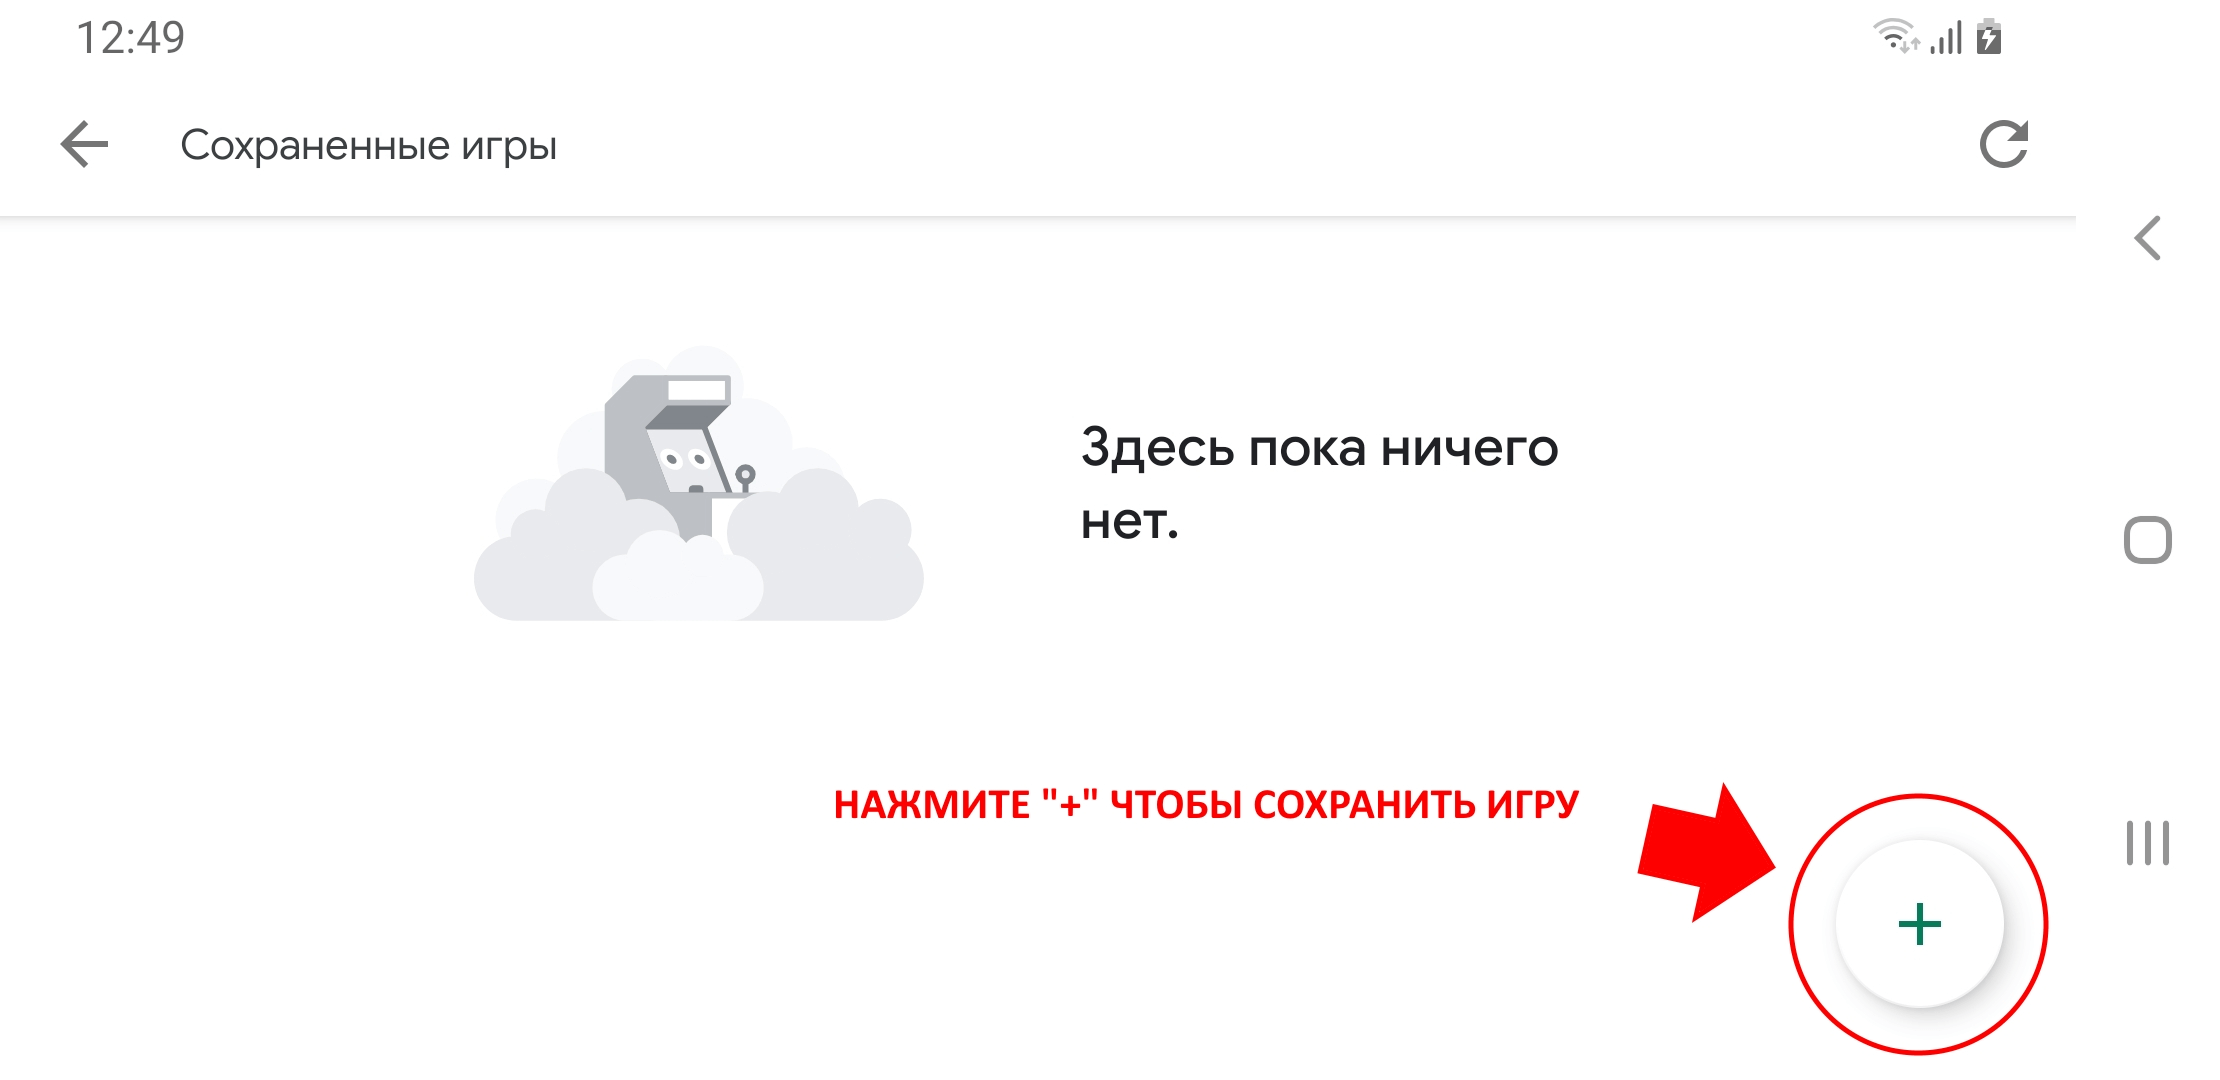 12:49
Сохраненные игры
Здесь пока ничего
нет.
НАЖМИТЕ "+" ЧТОБЫ СОХРАНИТЬ ИГРУ